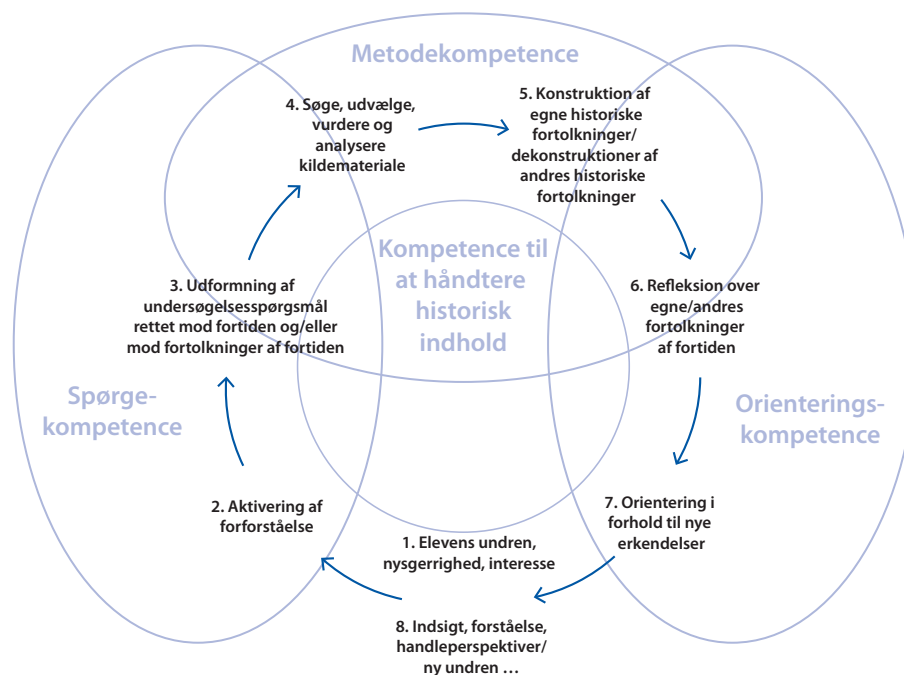 Metodekompetence
4. Søge, udvælge,
vurdere og
analysere
kildemateriale
5. Konstruktion af
egne historiske
fortolkninger/
dekonstruktioner af
andres historiske
fortolkninger
Kompetence til
at håndtere
historisk
indhold
3. Udformning af
undersøgelsesspørgsmål
rettet mod fortiden og/eller
mod fortolkninger af fortiden
6. Refleksion over
egne/andres
fortolkninger
af fortiden
Spørge-
kompetence
Orienterings-
kompetence
2. Aktivering af
forforståelse
7. Orientering i
forhold til nye
erkendelser
1. Elevens undren,
nysgerrighed, interesse
8. Indsigt, forståelse,
handleperspektiver/
ny undren …